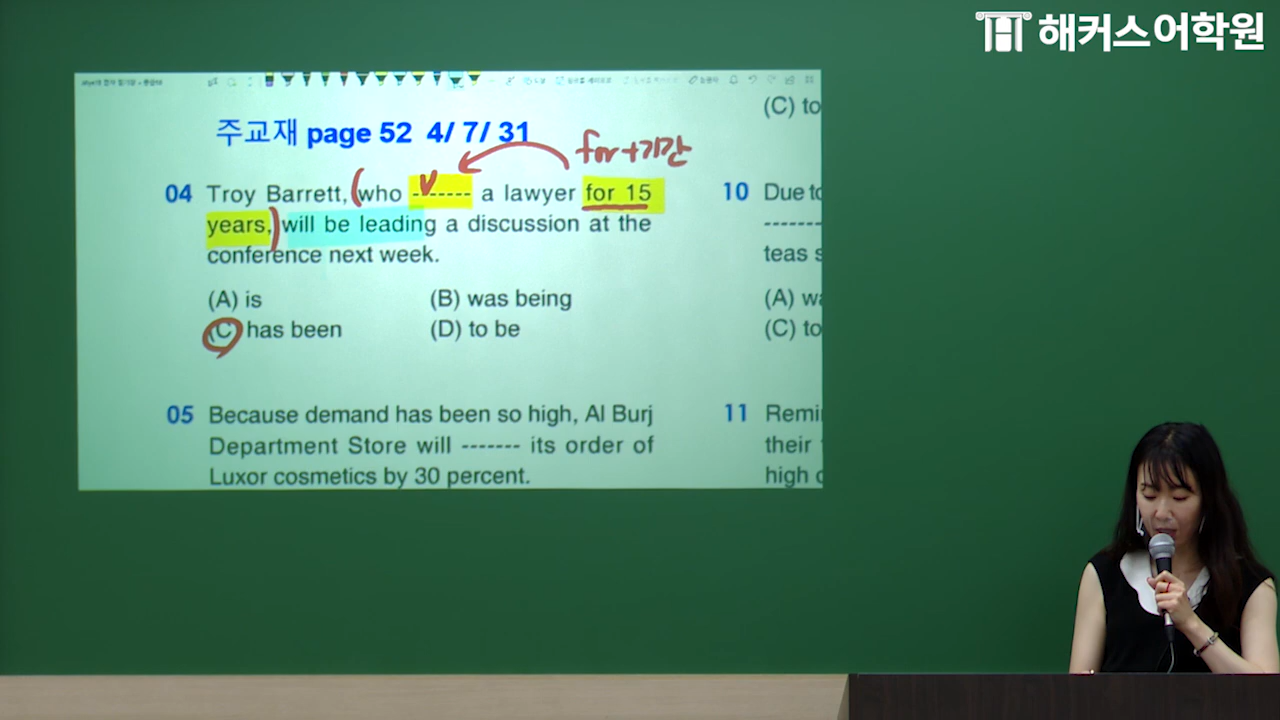 해커스어학원
주교재 page 52 4/ 7/ 31
for+기간
04 Troy Barrett, (who ------- a lawyer for 15
years,) will be leading a discussion at the
conference next week.
(A) is (B) was being
(C) has been (D) to be
05 Because demand has been so high, Al Burj
Department Store will ------- its order of
Luxor cosmetics by 30 percent.
(C) to
10 Due to
-------
teas s
(A) wa
(C) to
11 Remi
their
high